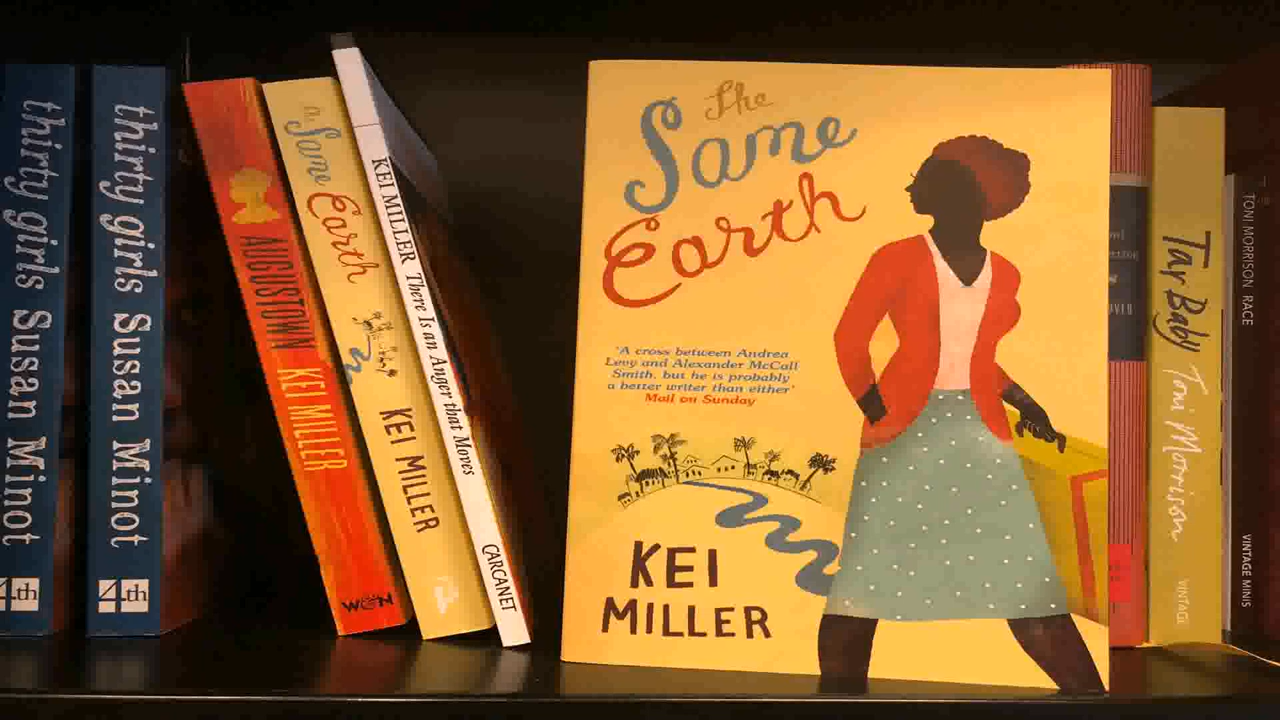 thirty girls Susan Minot
4th
thirty girls Susan Minot
4th
AUGUSTOWN KEI MILLER
W&N
The Same Earth KEI MILLER
KEI MILLER There Is an Anger that Moves
CARCANET
The
Same
Earth
'A cross between Andrea
Levy and Alexander McCall
Smith, but he is probably
a better writer than either'
Mail on Sunday
KEI
MILLER
Tar Baby Toni Morrison
VINTAGE
TONI MORRISON RACE
VINTAGE MINIS